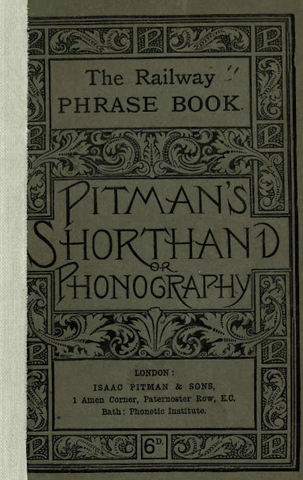 The Railway
PHRASE BOOK.
PITMAN'S
SHORTHAND
OR
PHONOGRAPHY
LONDON:
ISAAC PITMAN & SONS,
1 Amen Corner, Paternoster Row, E.C.
Bath: Phonetic Institute.
6D.